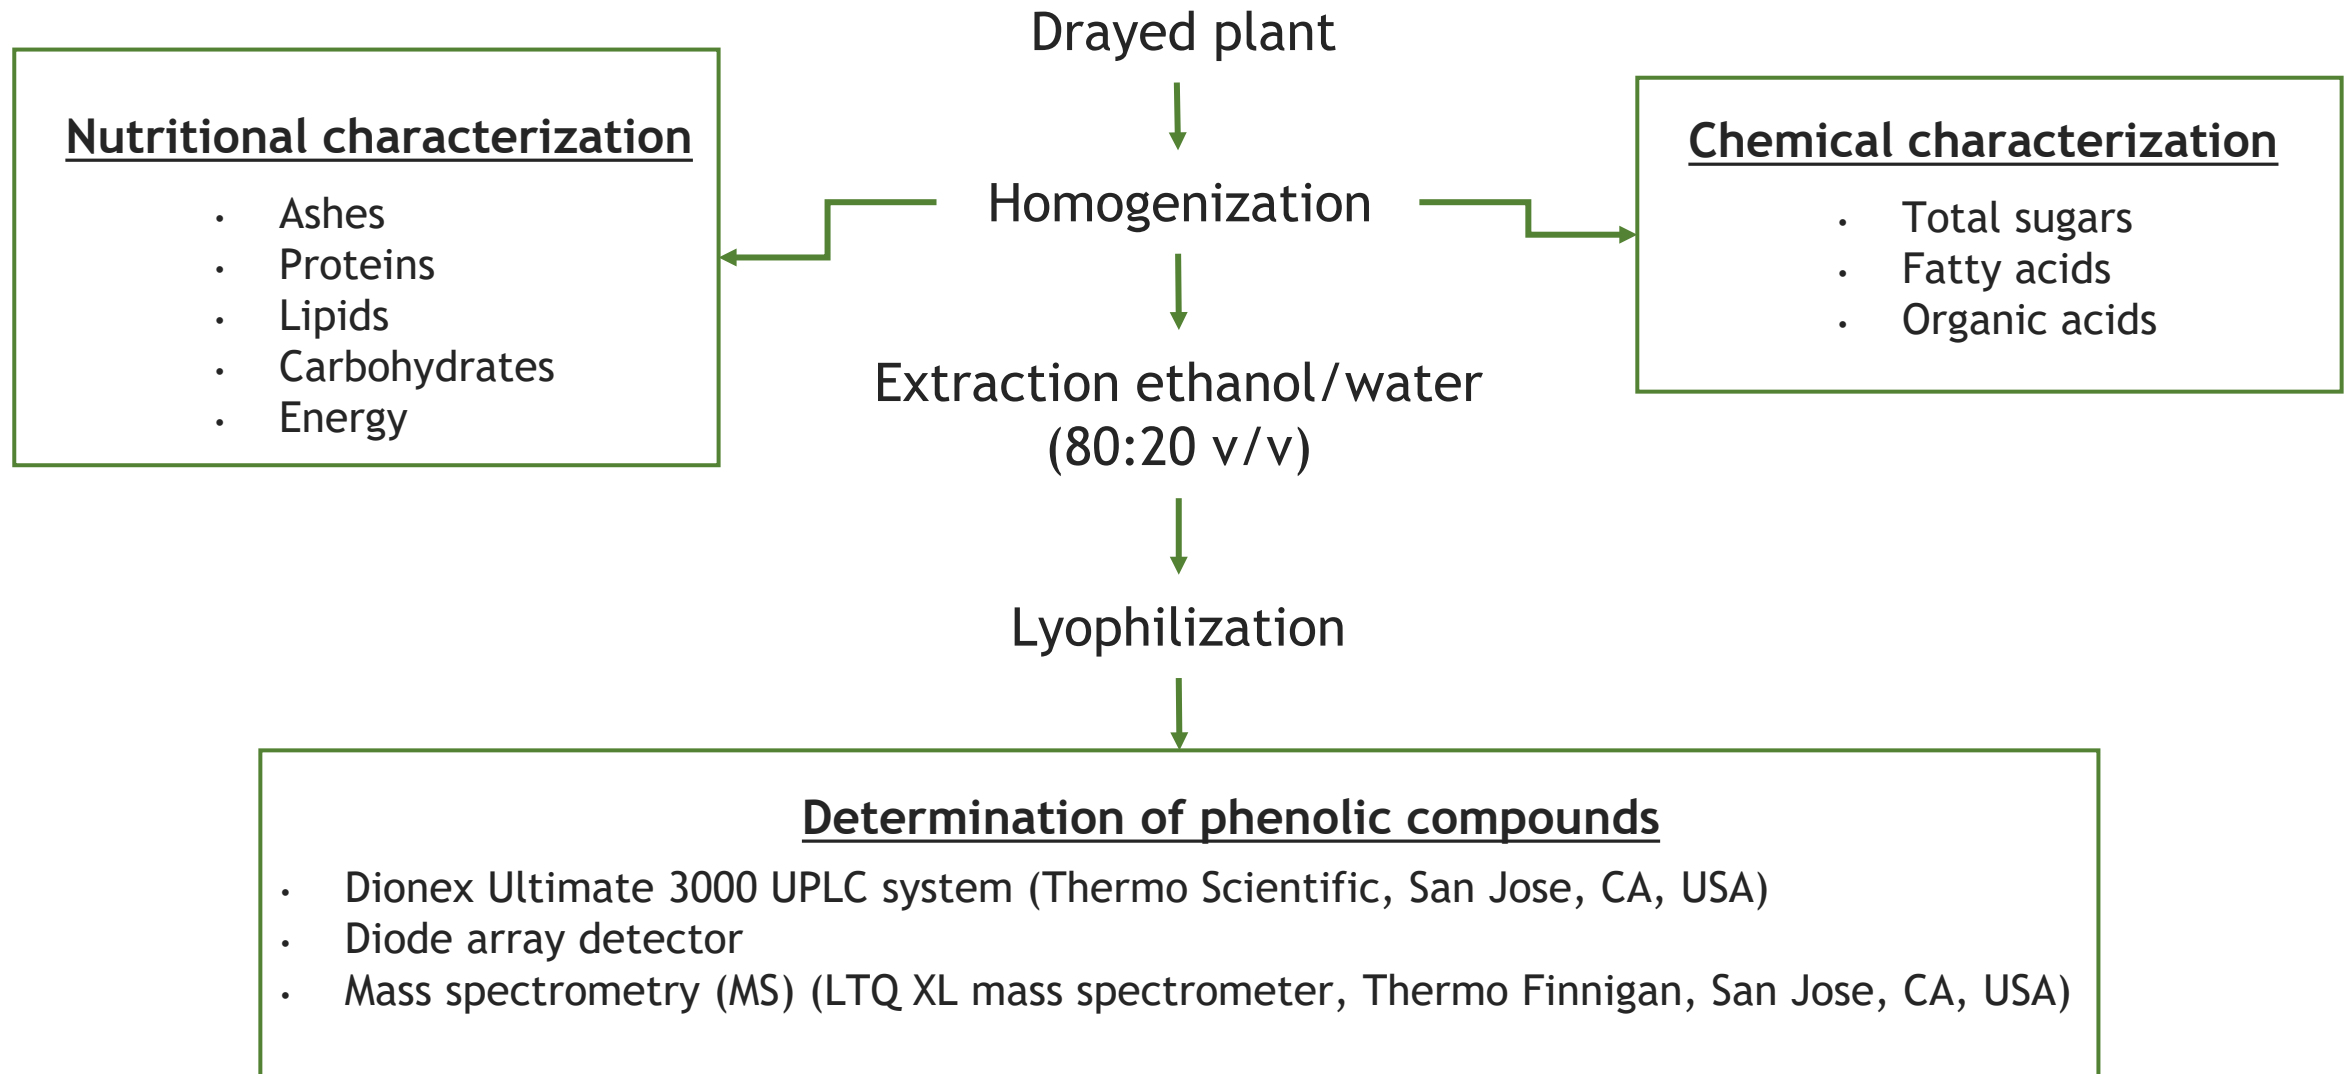 Drayed plant
Nutritional characterization
· Ashes
· Proteins
· Lipids
· Carbohydrates
· Energy
Homogenization
Chemical characterization
· Total sugars
· Fatty acids
· Organic acids
Extraction ethanol/water
(80:20 v/v)
Lyophilization
Determination of phenolic compounds
· Dionex Ultimate 3000 UPLC system (Thermo Scientific, San Jose, CA, USA)
· Diode array detector
· Mass spectrometry (MS) (LTQ XL mass spectrometer, Thermo Finnigan, San Jose, CA, USA)